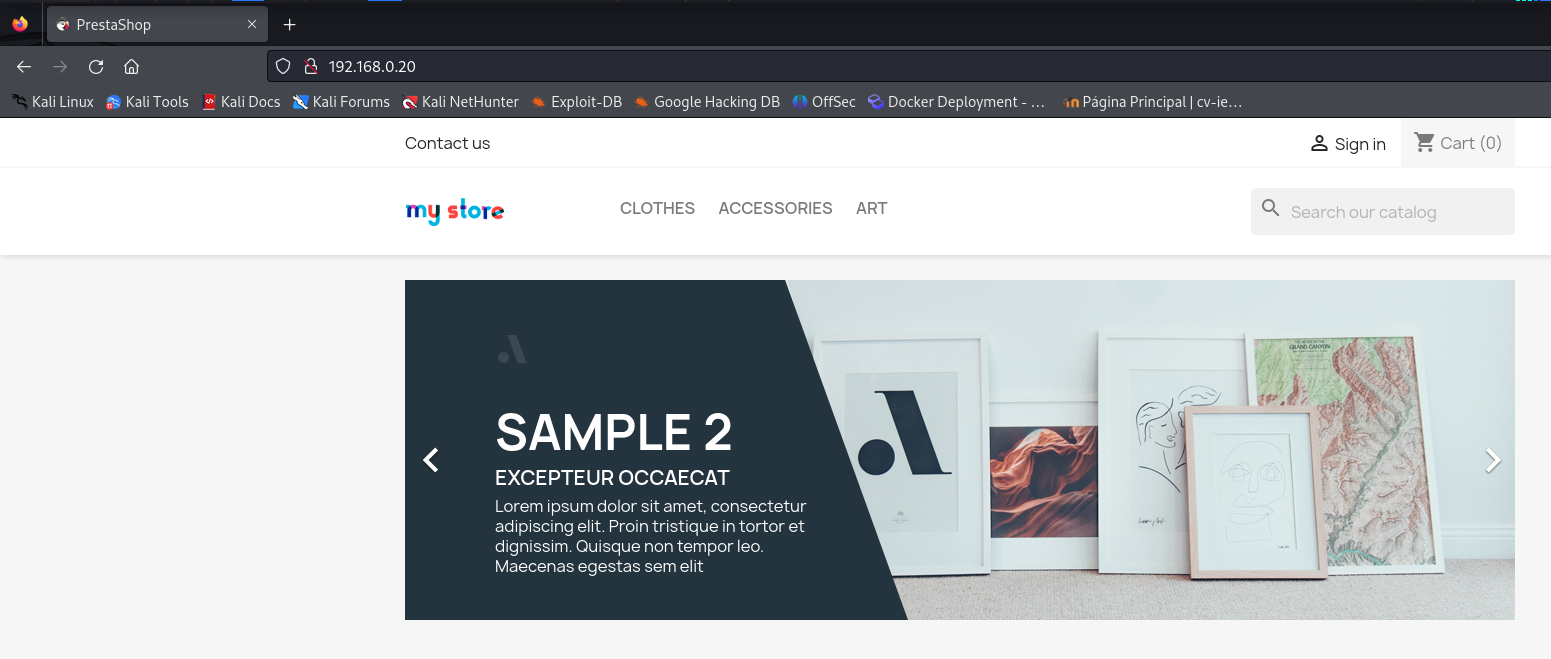 PrestaShop
192.168.0.20
Kali Linux Kali Tools Kali Docs Kali Forums Kali NetHunter Exploit-DB Google Hacking DB OffSec Docker Deployment - ... Página Principal | cv-ie...
Contact us Sign in Cart (0)
my store CLOTHES ACCESSORIES ART Search our catalog
GRAND CANYON
SAMPLE 2
EXCEPTEUR OCCAECAT
Lorem ipsum dolor sit amet, consectetur
adipiscing elit. Proin tristique in tortor et
dignissim. Quisque non tempor leo.
Maecenas egestas sem elit